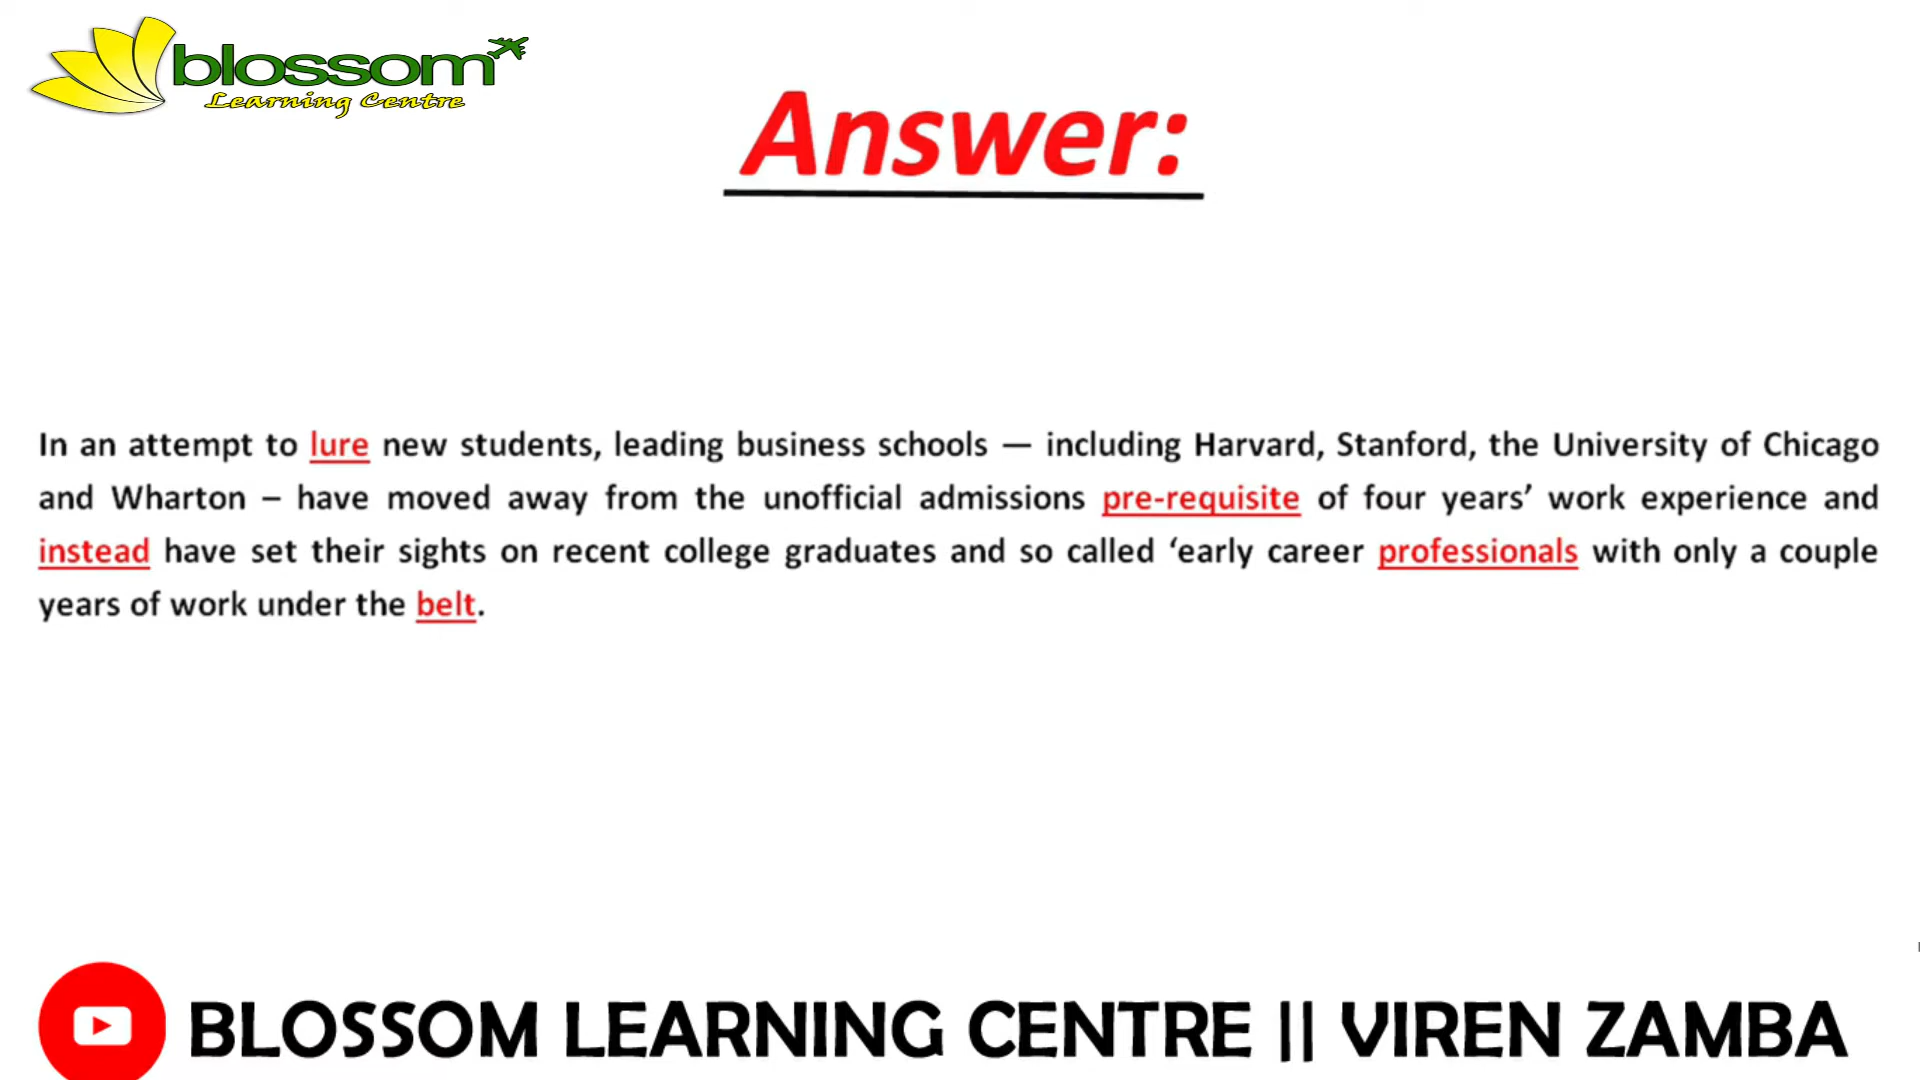 blossom
Learning Centre
Answer:
In an attempt to lure new students, leading business schools — including Harvard, Stanford, the University of Chicago
and Wharton – have moved away from the unofficial admissions pre-requisite of four years’ work experience and
instead have set their sights on recent college graduates and so called ‘early career professionals with only a couple
years of work under the belt.
BLOSSOM LEARNING CENTRE || VIREN ZAMBA